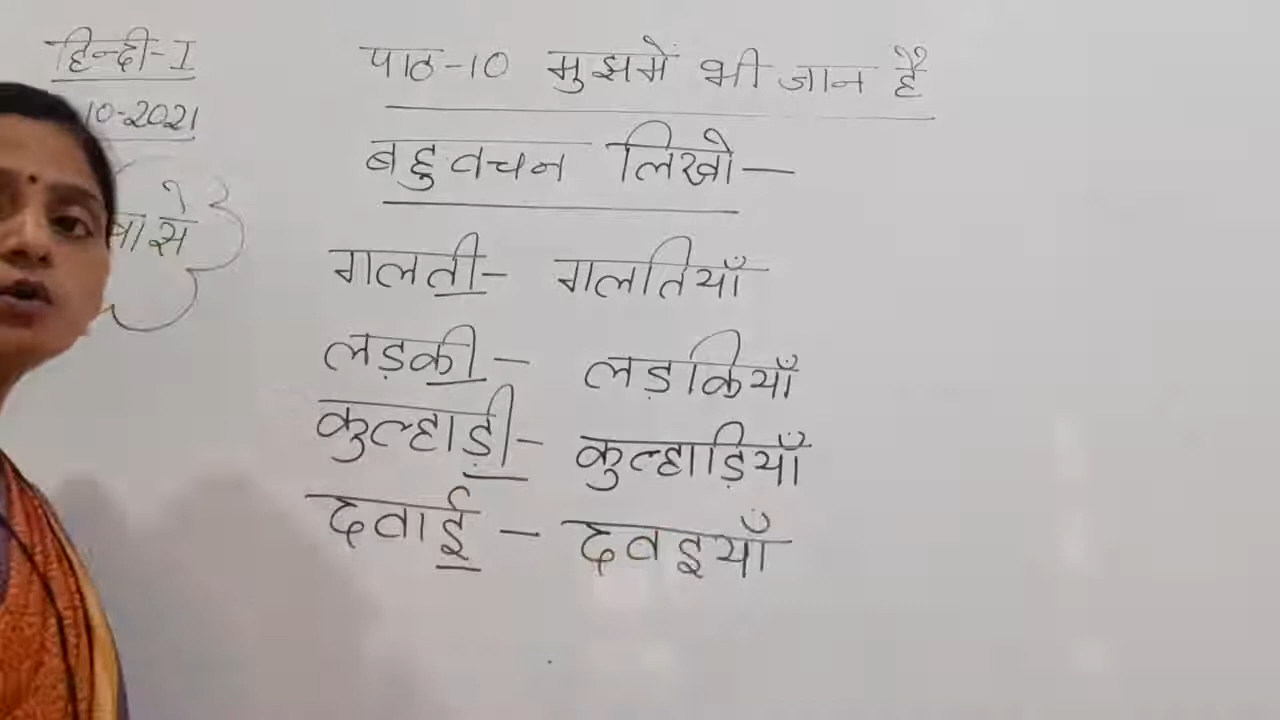 हिन्दी-I
10-2021
पाठ-10 मुझमें भी जान है
बहुवचन लिखो—
गलती- गलतियाँ
लड़की - लड़कियाँ
कुल्हाड़ी- कुल्हाड़ियाँ
दवाई - दवइयाँ